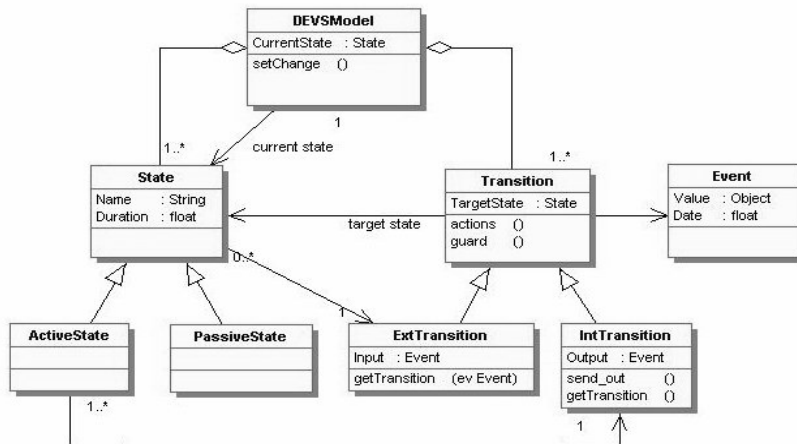 DEVSModel
CurrentState : State
setChange ()
1..*
1
current state
1..*
State
Name : String
Duration : float
target state
Transition
TargetState : State
actions ()
guard ()
Event
Value : Object
Date : float
0..*
1
ActiveState
PassiveState
ExtTransition
Input : Event
getTransition (ev Event)
IntTransition
Output : Event
send_out ()
getTransition ()
1..*
1